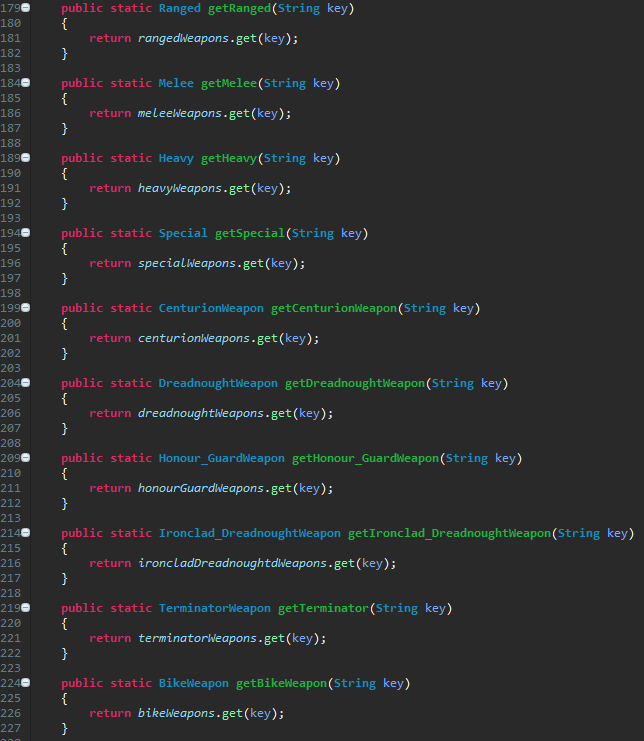 179 public static Ranged getRanged(String key)
180 {
181 return rangedWeapons.get(key);
182 }
183
184 public static Melee getMelee(String key)
185 {
186 return meleeWeapons.get(key);
187 }
188
189 public static Heavy getHeavy(String key)
190 {
191 return heavyWeapons.get(key);
192 }
193
194 public static Special getSpecial(String key)
195 {
196 return specialWeapons.get(key);
197 }
198
199 public static CenturionWeapon getCenturionWeapon(String key)
200 {
201 return centurionWeapons.get(key);
202 }
203
204 public static DreadnoughtWeapon getDreadnoughtWeapon(String key)
205 {
206 return dreadnoughtWeapons.get(key);
207 }
208
209 public static Honour_GuardWeapon getHonour_GuardWeapon(String key)
210 {
211 return honourGuardWeapons.get(key);
212 }
213
214 public static Ironclad_DreadnoughtWeapon getIronclad_DreadnoughtWeapon(String key)
215 {
216 return ironcladDreadnoughtdWeapons.get(key);
217 }
218
219 public static TerminatorWeapon getTerminator(String key)
220 {
221 return terminatorWeapons.get(key);
222 }
223
224 public static BikeWeapon getBikeWeapon(String key)
225 {
226 return bikeWeapons.get(key);
227 }